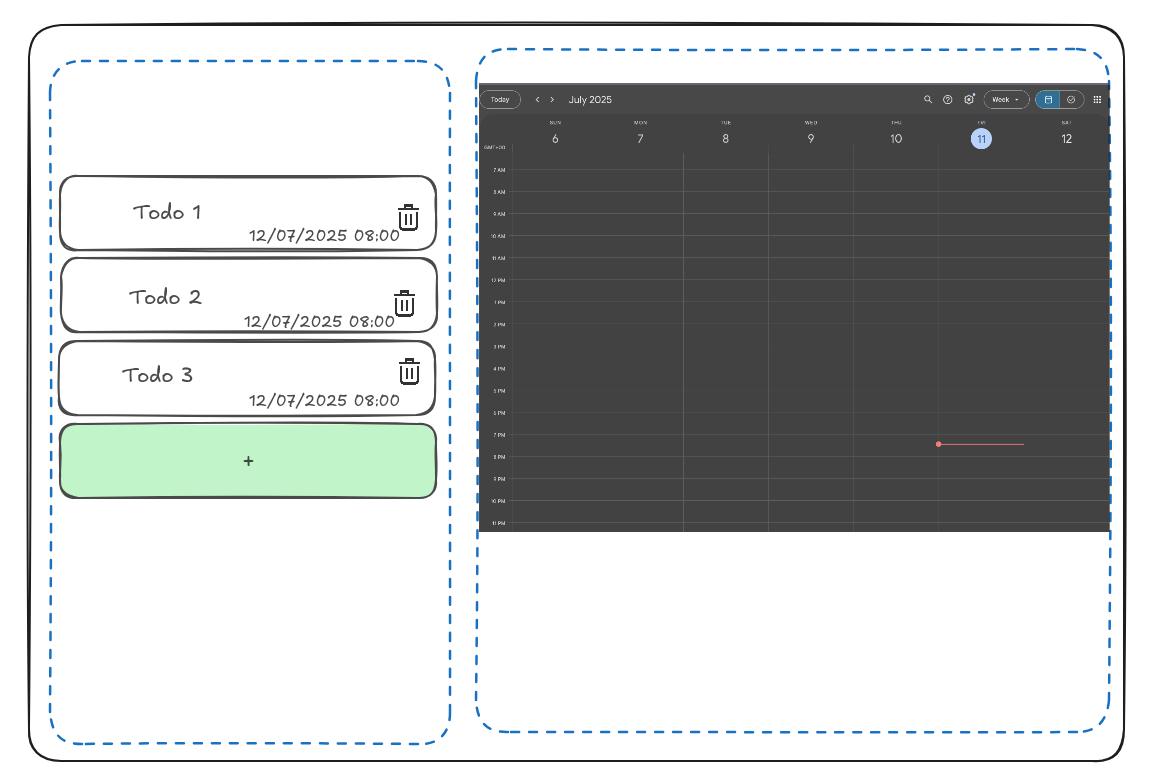 Todo 1
12/07/2025 08:00
Todo 2
12/07/2025 08:00
Todo 3
12/07/2025 08:00
+
Today
July 2025
Week
SUN MON TUE WED THU FRI SAT
6 7 8 9 10 11 12
GMT+00
7 AM
8 AM
9 AM
10 AM
11 AM
12 PM
1 PM
2 PM
3 PM
4 PM
5 PM
6 PM
7 PM
8 PM
9 PM
10 PM
11 PM